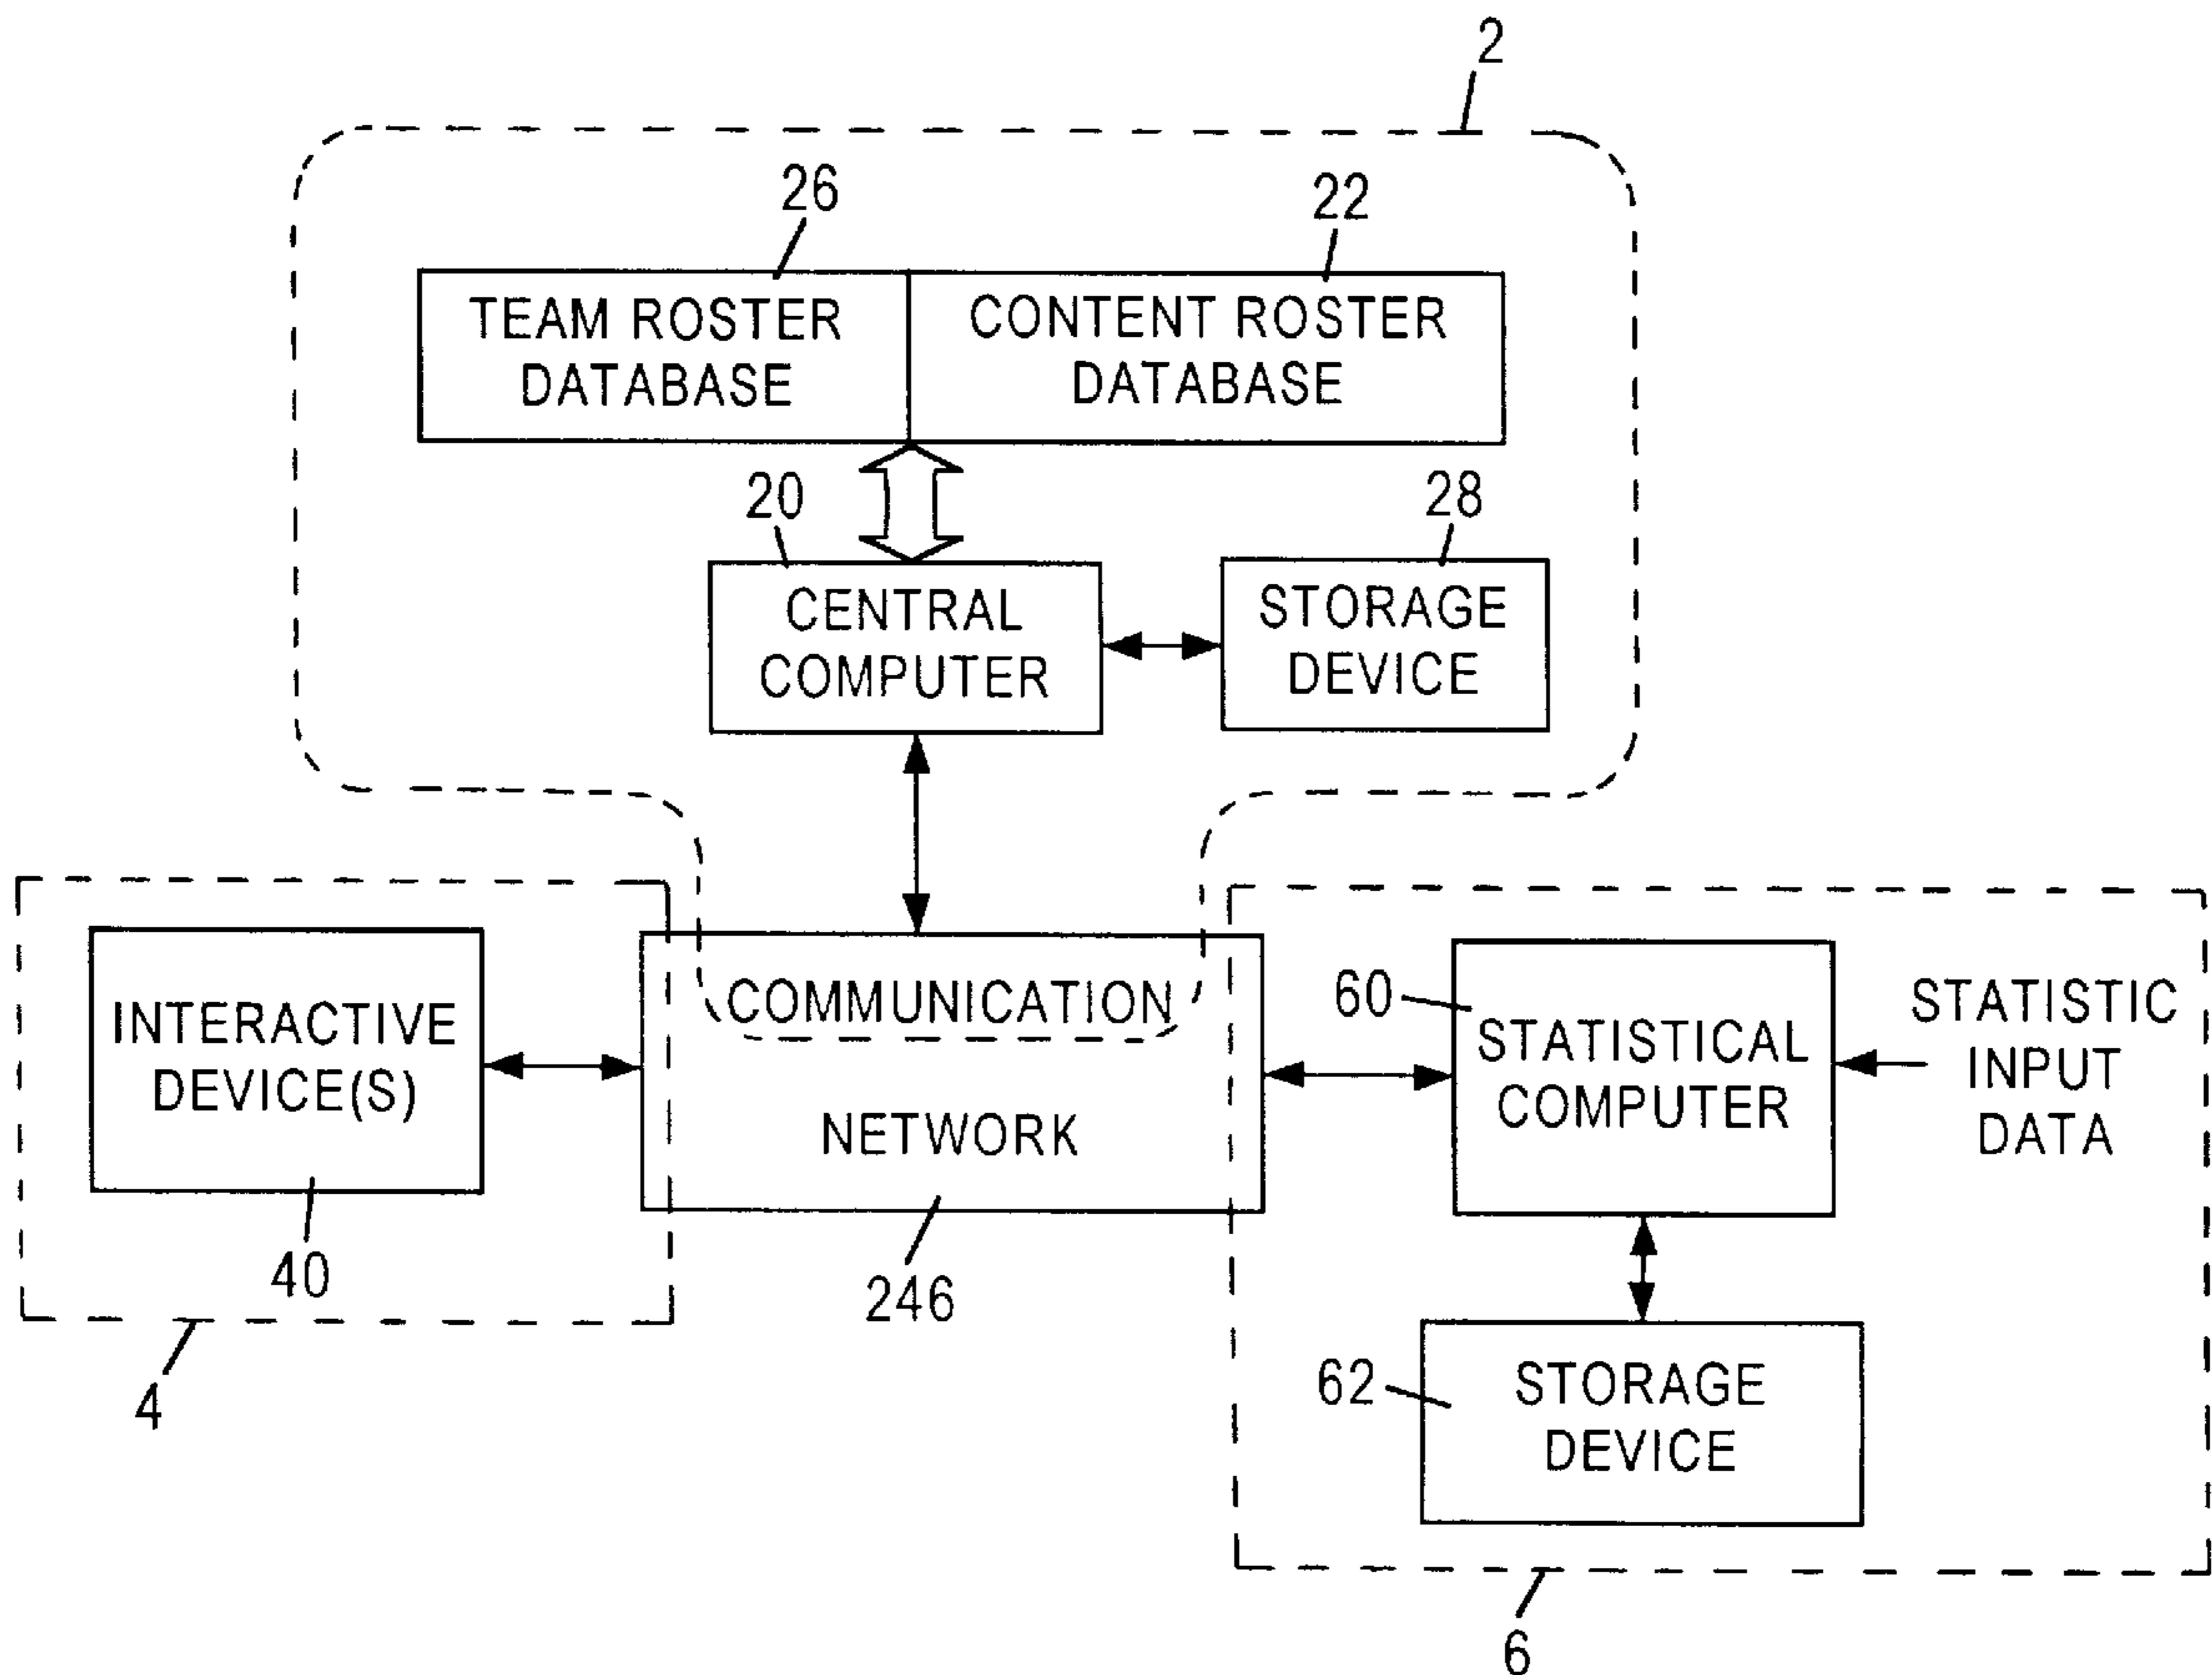 2
26
22
TEAM ROSTER
DATABASE
CONTENT ROSTER
DATABASE
20
28
CENTRAL
COMPUTER
STORAGE
DEVICE
INTERACTIVE
DEVICE(S)
40
4
COMMUNICATION
NETWORK
246
60
STATISTICAL
COMPUTER
STATISTIC
INPUT
DATA
62
STORAGE
DEVICE
6